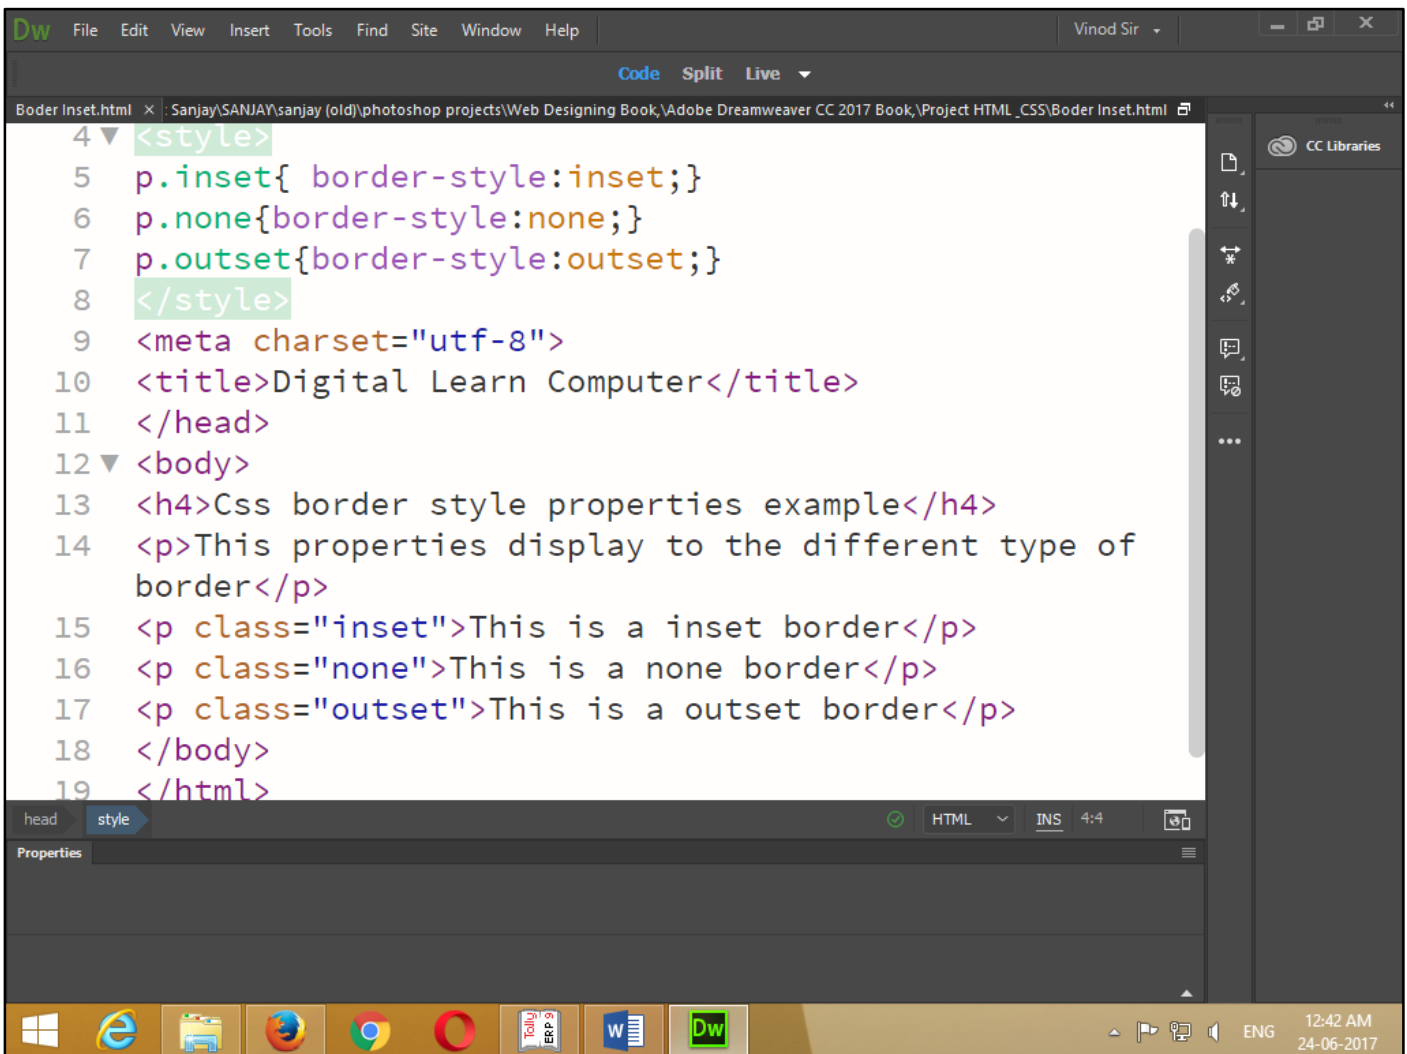 Dw File Edit View Insert Tools Find Site Window Help Vinod Sir
Code Split Live
Boder Inset.html × : Sanjay\SANJAY\sanjay (old)\photoshop projects\Web Designing Book,\Adobe Dreamweaver CC 2017 Book,\Project HTML_CSS\Boder Inset.html
CC Libraries
4 <style>
5 p.inset{ border-style:inset;}
6 p.none{border-style:none;}
7 p.outset{border-style:outset;}
8 </style>
9 <meta charset="utf-8">
10 <title>Digital Learn Computer</title>
11 </head>
12 <body>
13 <h4>Css border style properties example</h4>
14 <p>This properties display to the different type of
border</p>
15 <p class="inset">This is a inset border</p>
16 <p class="none">This is a none border</p>
17 <p class="outset">This is a outset border</p>
18 </body>
19 </html>
head style HTML INS 4:4
Properties
Tally ERP 9 W Dw ENG 12:42 AM
24-06-2017